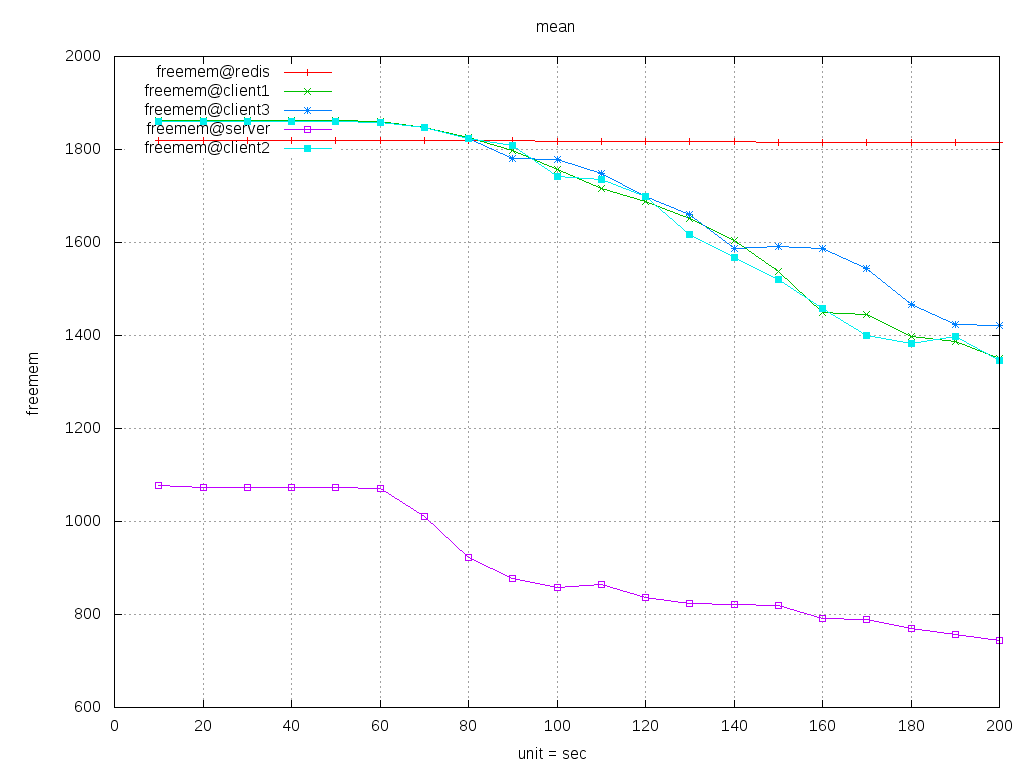 mean
2000
1800
1600
1400
1200
1000
800
600
freemem
freemem@redis
freemem@client1
freemem@client3
freemem@server
freemem@client2
0 20 40 60 80 100 120 140 160 180 200
unit = sec